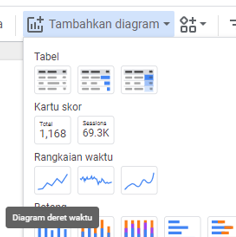 Tambahkan diagram
Tabel
Kartu skor
Total
1,168
Sessions
69.3K
Rangkaian waktu
Diagram deret waktu